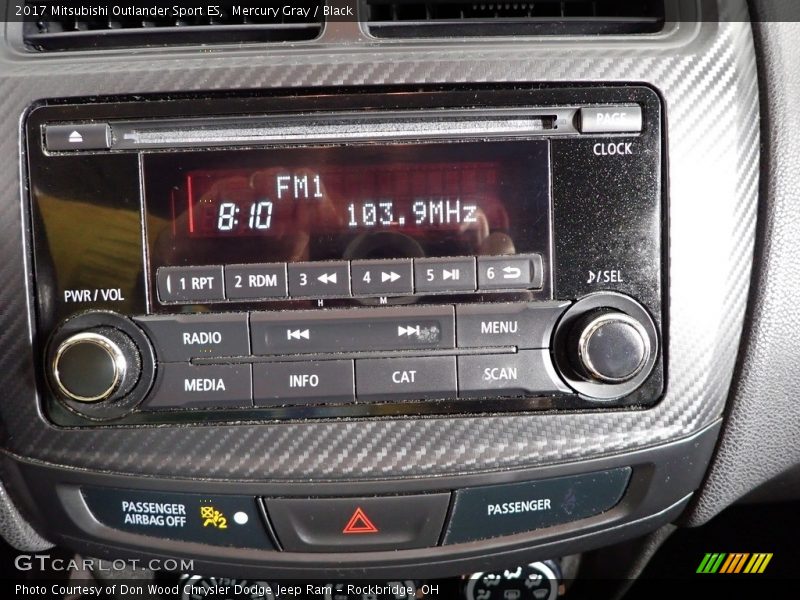 2017 Mitsubishi Outlander Sport ES, Mercury Gray / Black
PAGE
CLOCK
FM1
8:10 103.9MHz
PWR / VOL
♪/SEL
1 RPT 2 RDM 3 4 5 6
H M
RADIO MENU
MEDIA INFO CAT SCAN
PASSENGER
AIRBAG OFF
2
PASSENGER
GTCARLOT.COM
Photo Courtesy of Don Wood Chrysler Dodge Jeep Ram - Rockbridge, OH